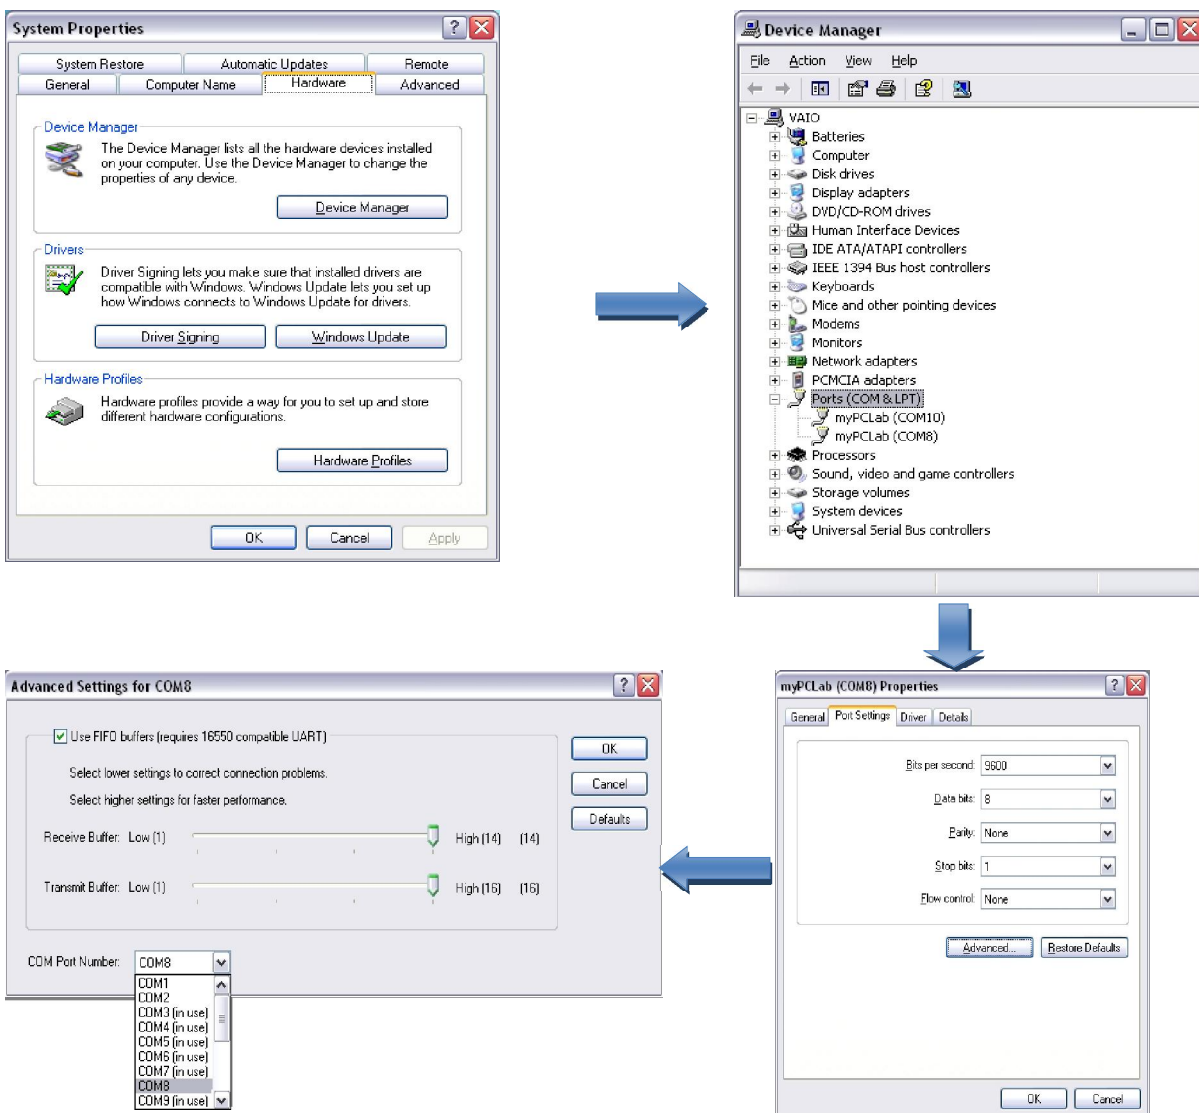 System Properties
System Restore Automatic Updates Remote
General Computer Name Hardware Advanced
Device Manager
The Device Manager lists all the hardware devices installed
on your computer. Use the Device Manager to change the
properties of any device.
Device Manager
Drivers
Driver Signing lets you make sure that installed drivers are
compatible with Windows. Windows Update lets you set up
how Windows connects to Windows Update for drivers.
Driver Signing Windows Update
Hardware Profiles
Hardware profiles provide a way for you to set up and store
different hardware configurations.
Hardware Profiles
OK Cancel Apply
Device Manager
File Action View Help
VAIO
Batteries
Computer
Disk drives
Display adapters
DVD/CD-ROM drives
Human Interface Devices
IDE ATA/ATAPI controllers
IEEE 1394 Bus host controllers
Keyboards
Mice and other pointing devices
Modems
Monitors
Network adapters
PCMCIA adapters
Ports (COM & LPT)
myPCLab (COM10)
myPCLab (COM8)
Processors
Sound, video and game controllers
Storage volumes
System devices
Universal Serial Bus controllers
myPCLab (COM8) Properties
General Port Settings Driver Details
Bits per second: 9600
Data bits: 8
Parity: None
Stop bits: 1
Flow control: None
Advanced... Restore Defaults
OK Cancel
Advanced Settings for COM8
Use FIFO buffers (requires 16550 compatible UART)
OK
Select lower settings to correct connection problems.
Cancel
Select higher settings for faster performance.
Defaults
Receive Buffer: Low (1) High (14) (14)
Transmit Buffer: Low (1) High (16) (16)
COM Port Number: COM8
COM1
COM2
COM3 (in use)
COM4 (in use)
COM5 (in use)
COM6 (in use)
COM7 (in use)
COM8
COM9 (in use)